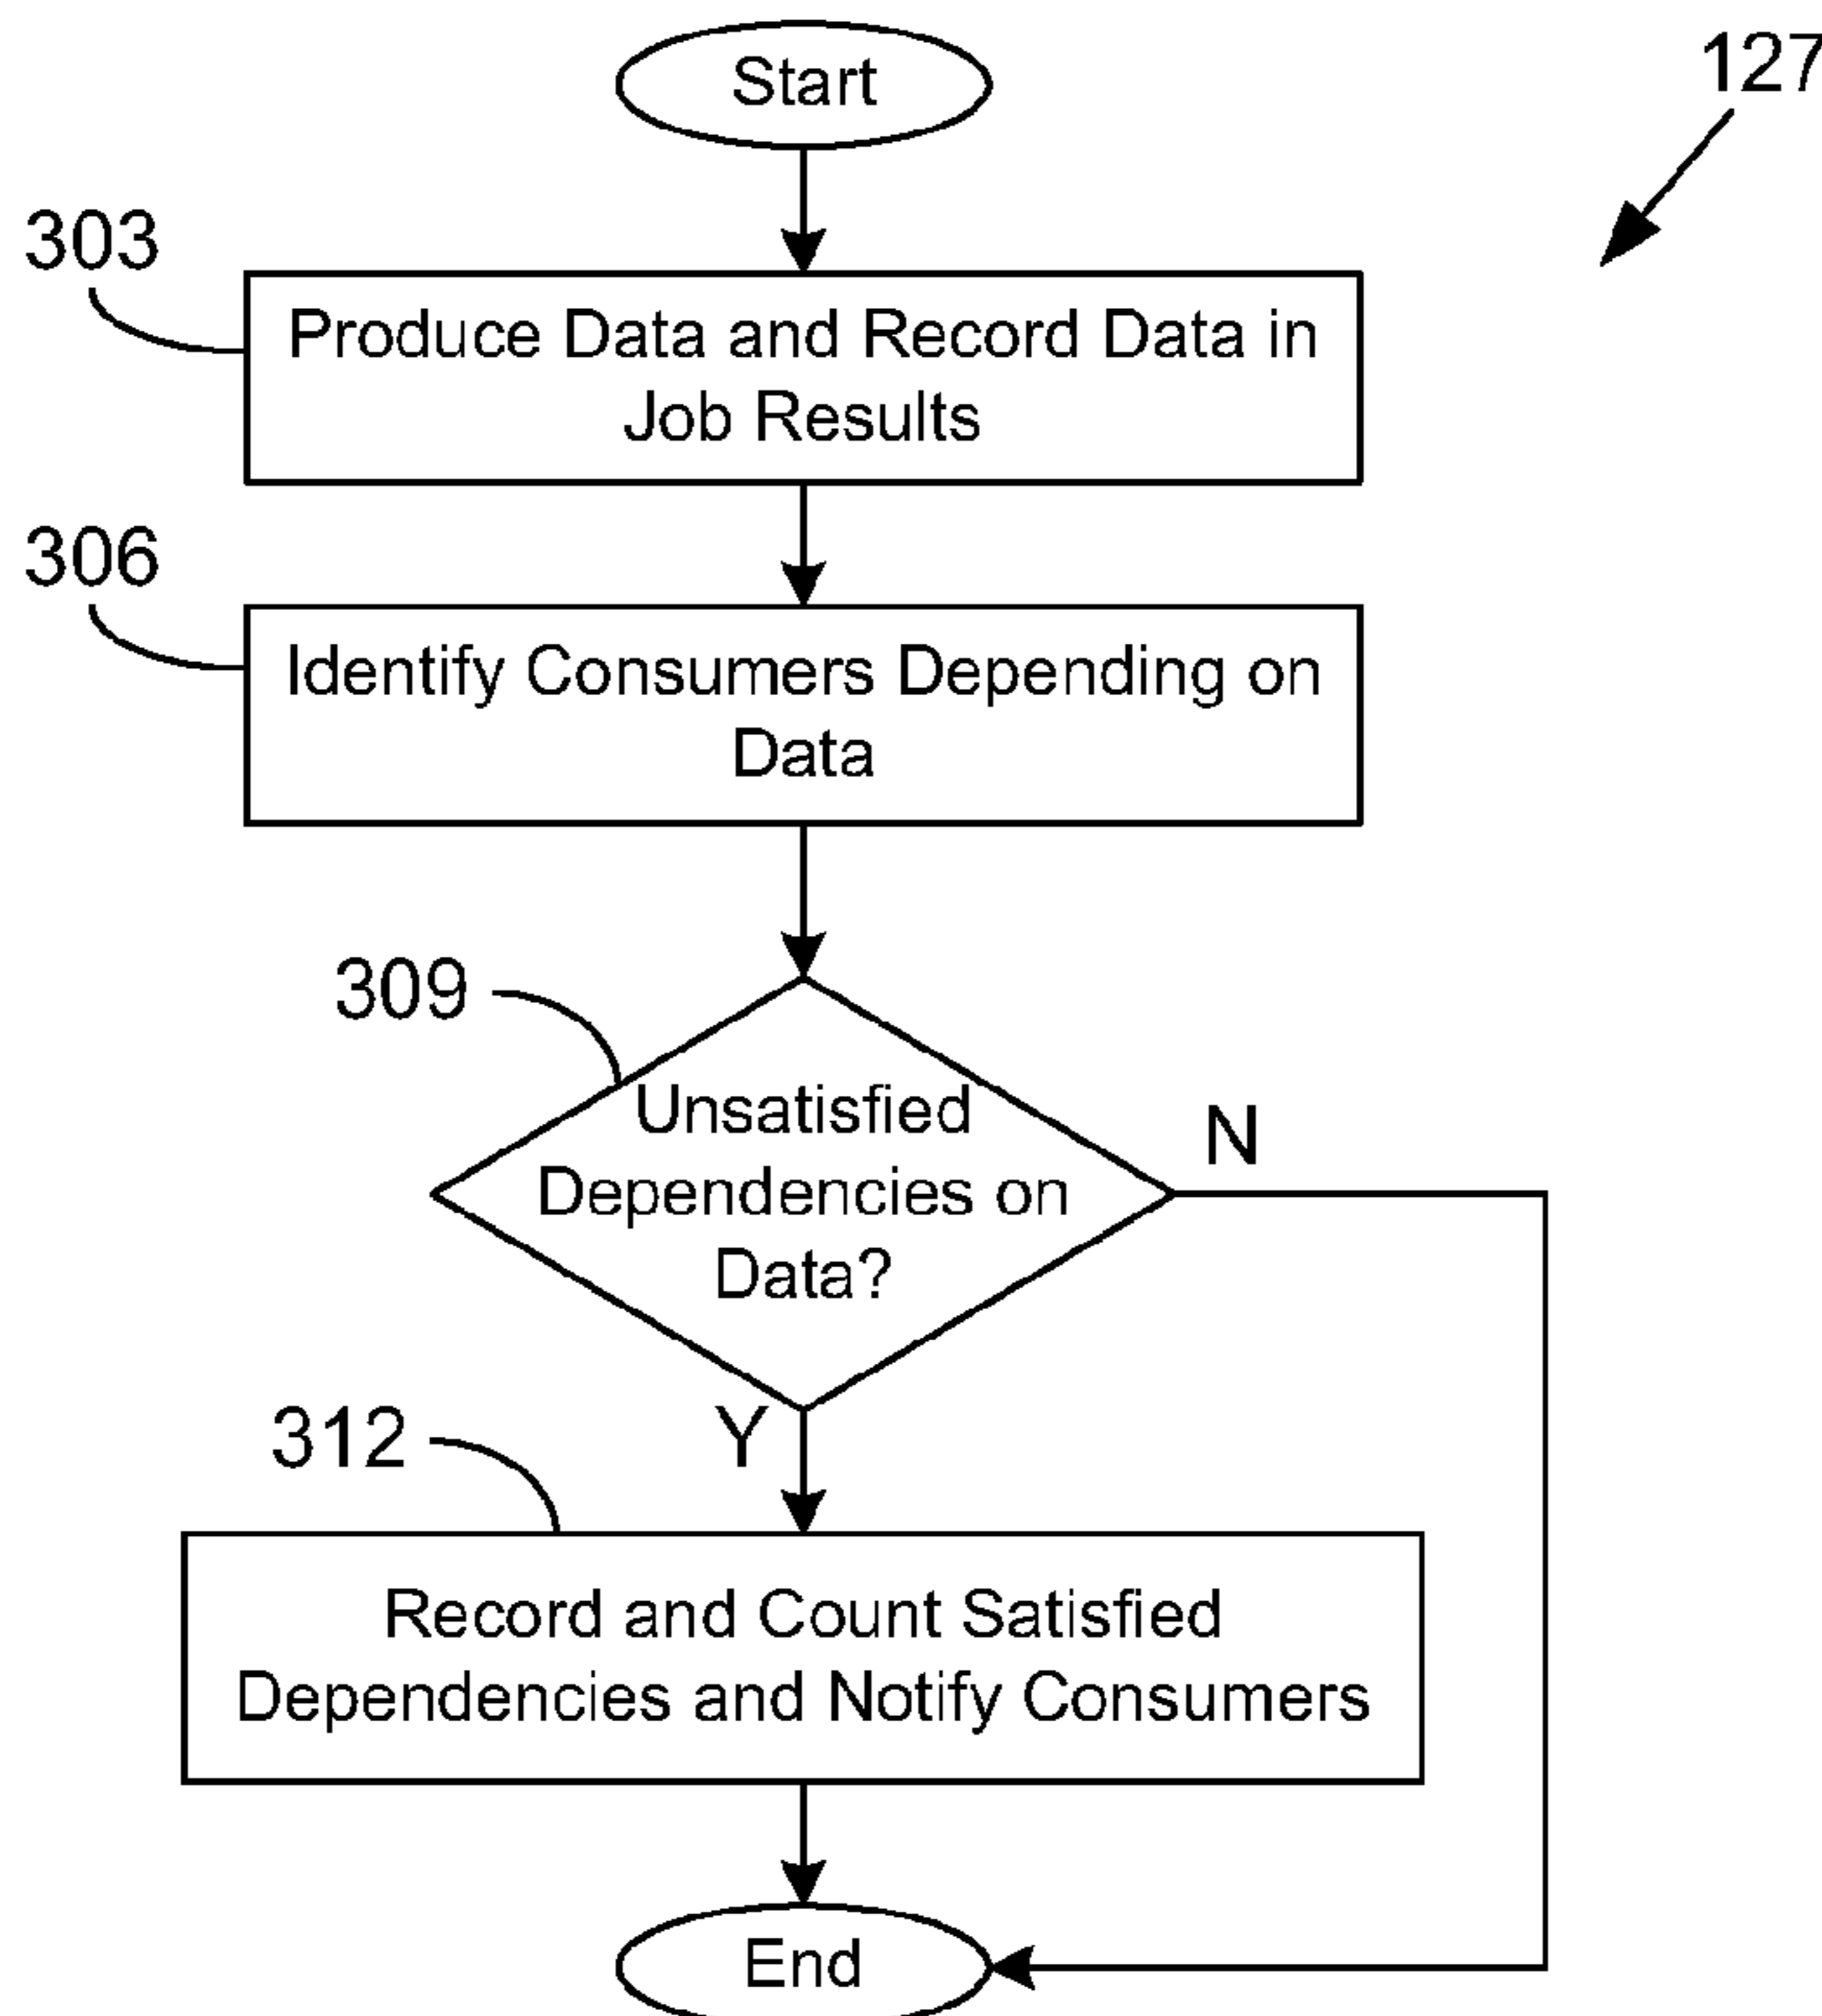 Start
127
303
Produce Data and Record Data in
Job Results
306
Identify Consumers Depending on
Data
309
Unsatisfied
Dependencies on
Data?
N
Y
312
Record and Count Satisfied
Dependencies and Notify Consumers
End